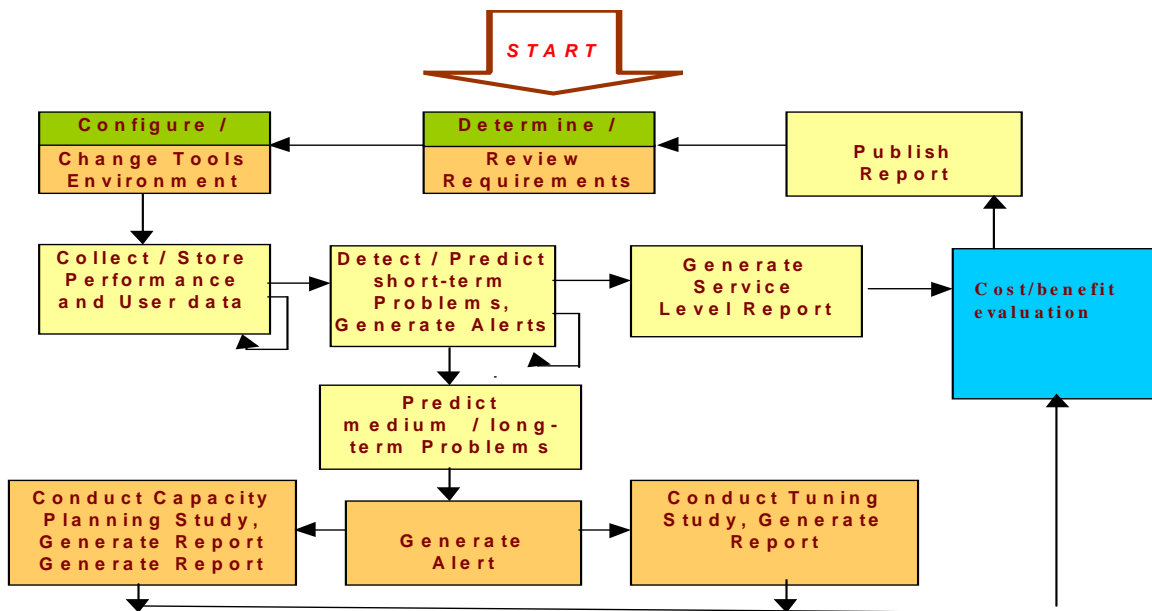 START
Configure /
Change Tools
Environment
Determine /
Review
Requirements
Publish
Report
Collect / Store
Performance
and User data
Detect / Predict
short-term
Problems,
Generate Alerts
Generate
Service
Level Report
Cost/benefit
evaluation
Predict
medium / long-
term Problems
Conduct Capacity
Planning Study,
Generate Report
Generate Report
Generate
Alert
Conduct Tuning
Study, Generate
Report